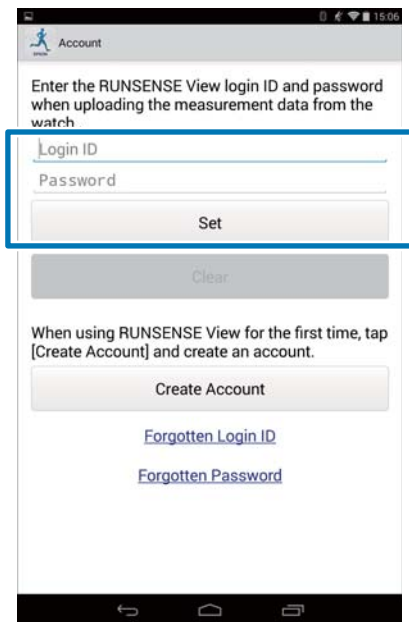 15:06
Account
Enter the RUNSENSE View login ID and password
when uploading the measurement data from the
watch
Login ID
Password
Set
Clear
When using RUNSENSE View for the first time, tap
[Create Account] and create an account.
Create Account
Forgotten Login ID
Forgotten Password